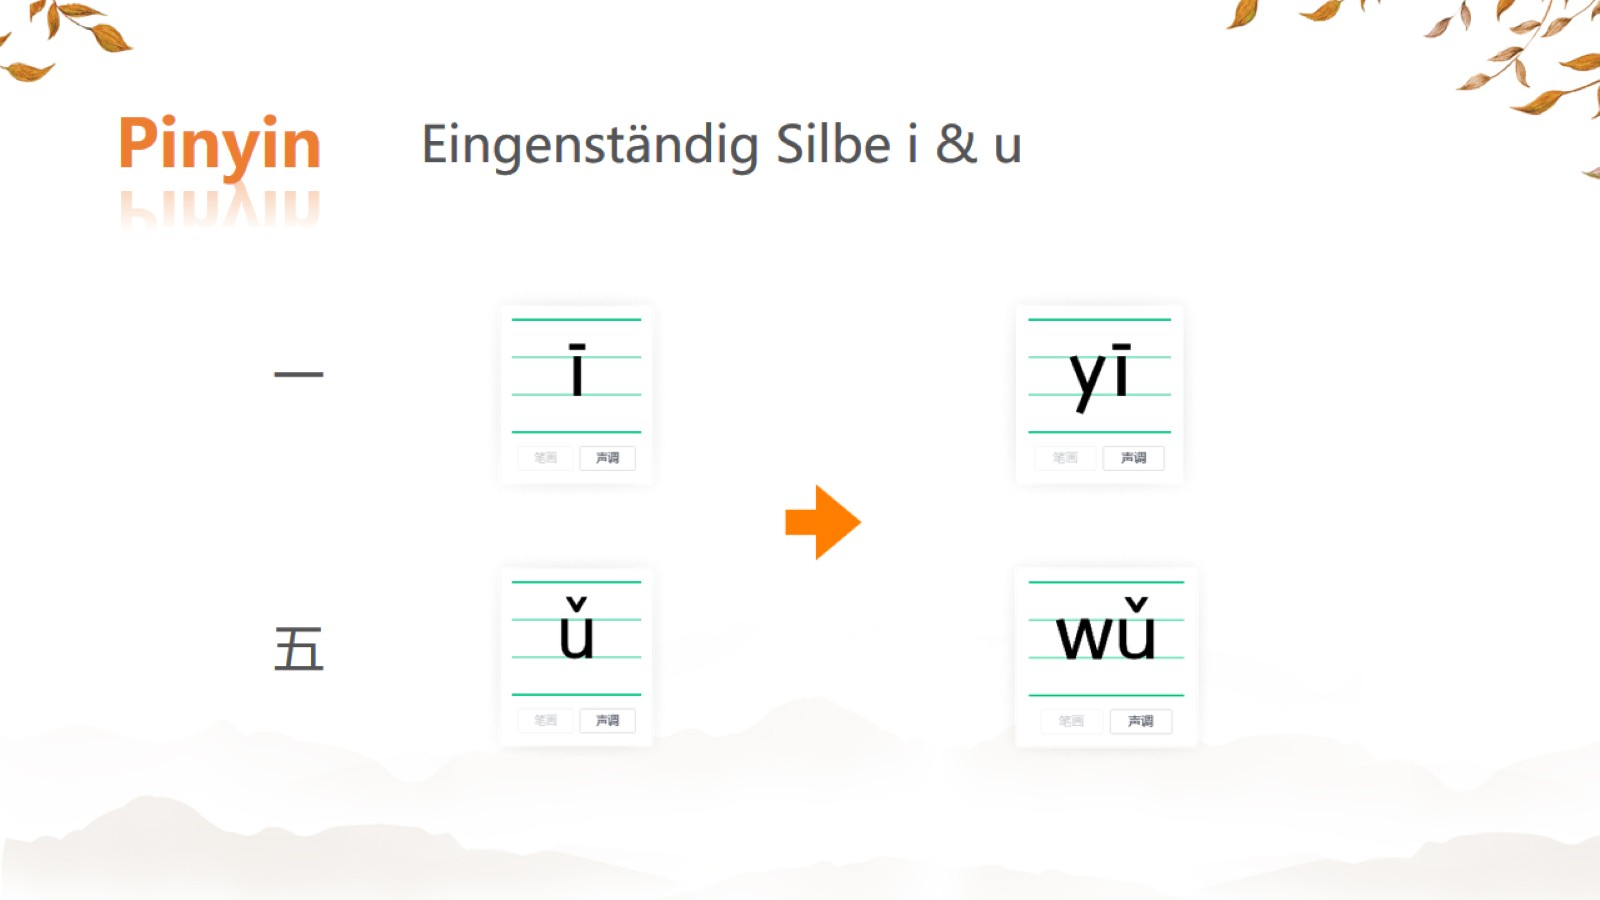 Pinyin Eingenständig Silbe i & u
一 ī yī
笔画 声调 笔画 声调
五 ǔ wǔ
笔画 声调 笔画 声调